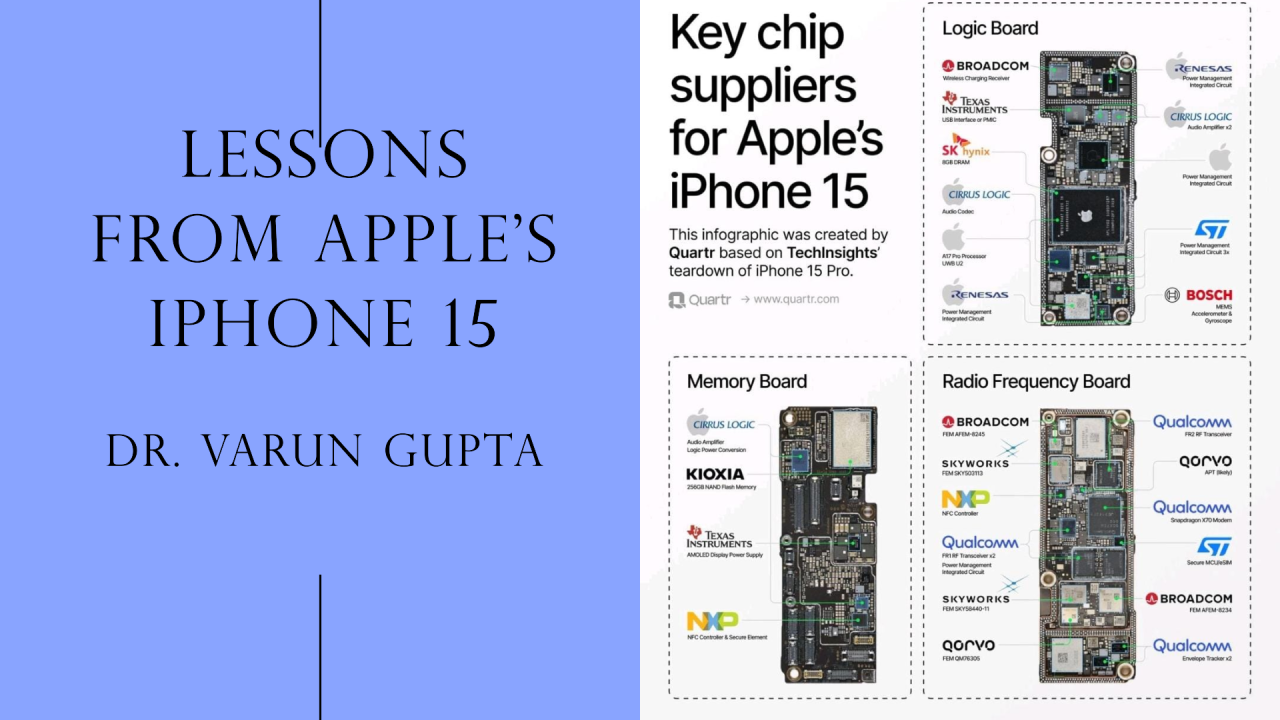 LESSONS
FROM APPLE'S
IPHONE 15
DR. VARUN GUPTA
Key chip
suppliers
for Apple's
iPhone 15
This infographic was created by
Quartr based on TechInsights'
teardown of iPhone 15 Pro.
Quartr → www.quartr.com
Logic Board
BROADCOM
Wireless Charging Receiver
TEXAS
INSTRUMENTS
USB Interface or PMIC
SK hynix
8GB DRAM
CIRRUS LOGIC
Audio Codec
A17 Pro Processor
UWB U2
RENESAS
Power Management
Integrated Circuit
RENESAS
Power Management
Integrated Circuit
CIRRUS LOGIC
Audio Amplifier x2
Power Management
Integrated Circuit
ST
Power Management
Integrated Circuit 3x
BOSCH
MEMS
Accelerometer &
Gyroscope
Memory Board
CIRRUS LOGIC
Audio Amplifier
Logic Power Conversion
KIOXIA
256GB NAND Flash Memory
TEXAS
INSTRUMENTS
AMOLED Display Power Supply
NXP
NFC Controller & Secure Element
Radio Frequency Board
BROADCOM
FEM AFEM-8245
SKYWORKS
FEM SKY503113
NXP
NFC Controller
Qualcomm
FR1 RF Transceiver x2
Power Management
Integrated Circuit
SKYWORKS
FEM SKY58440-11
QORVO
FEM QM76305
Qualcomm
FR2 RF Transceiver
QORVO
APT (likely)
Qualcomm
Snapdragon X70 Modem
ST
Secure MCU/eSIM
BROADCOM
FEM AFEM-8234
Qualcomm
Envelope Tracker x2